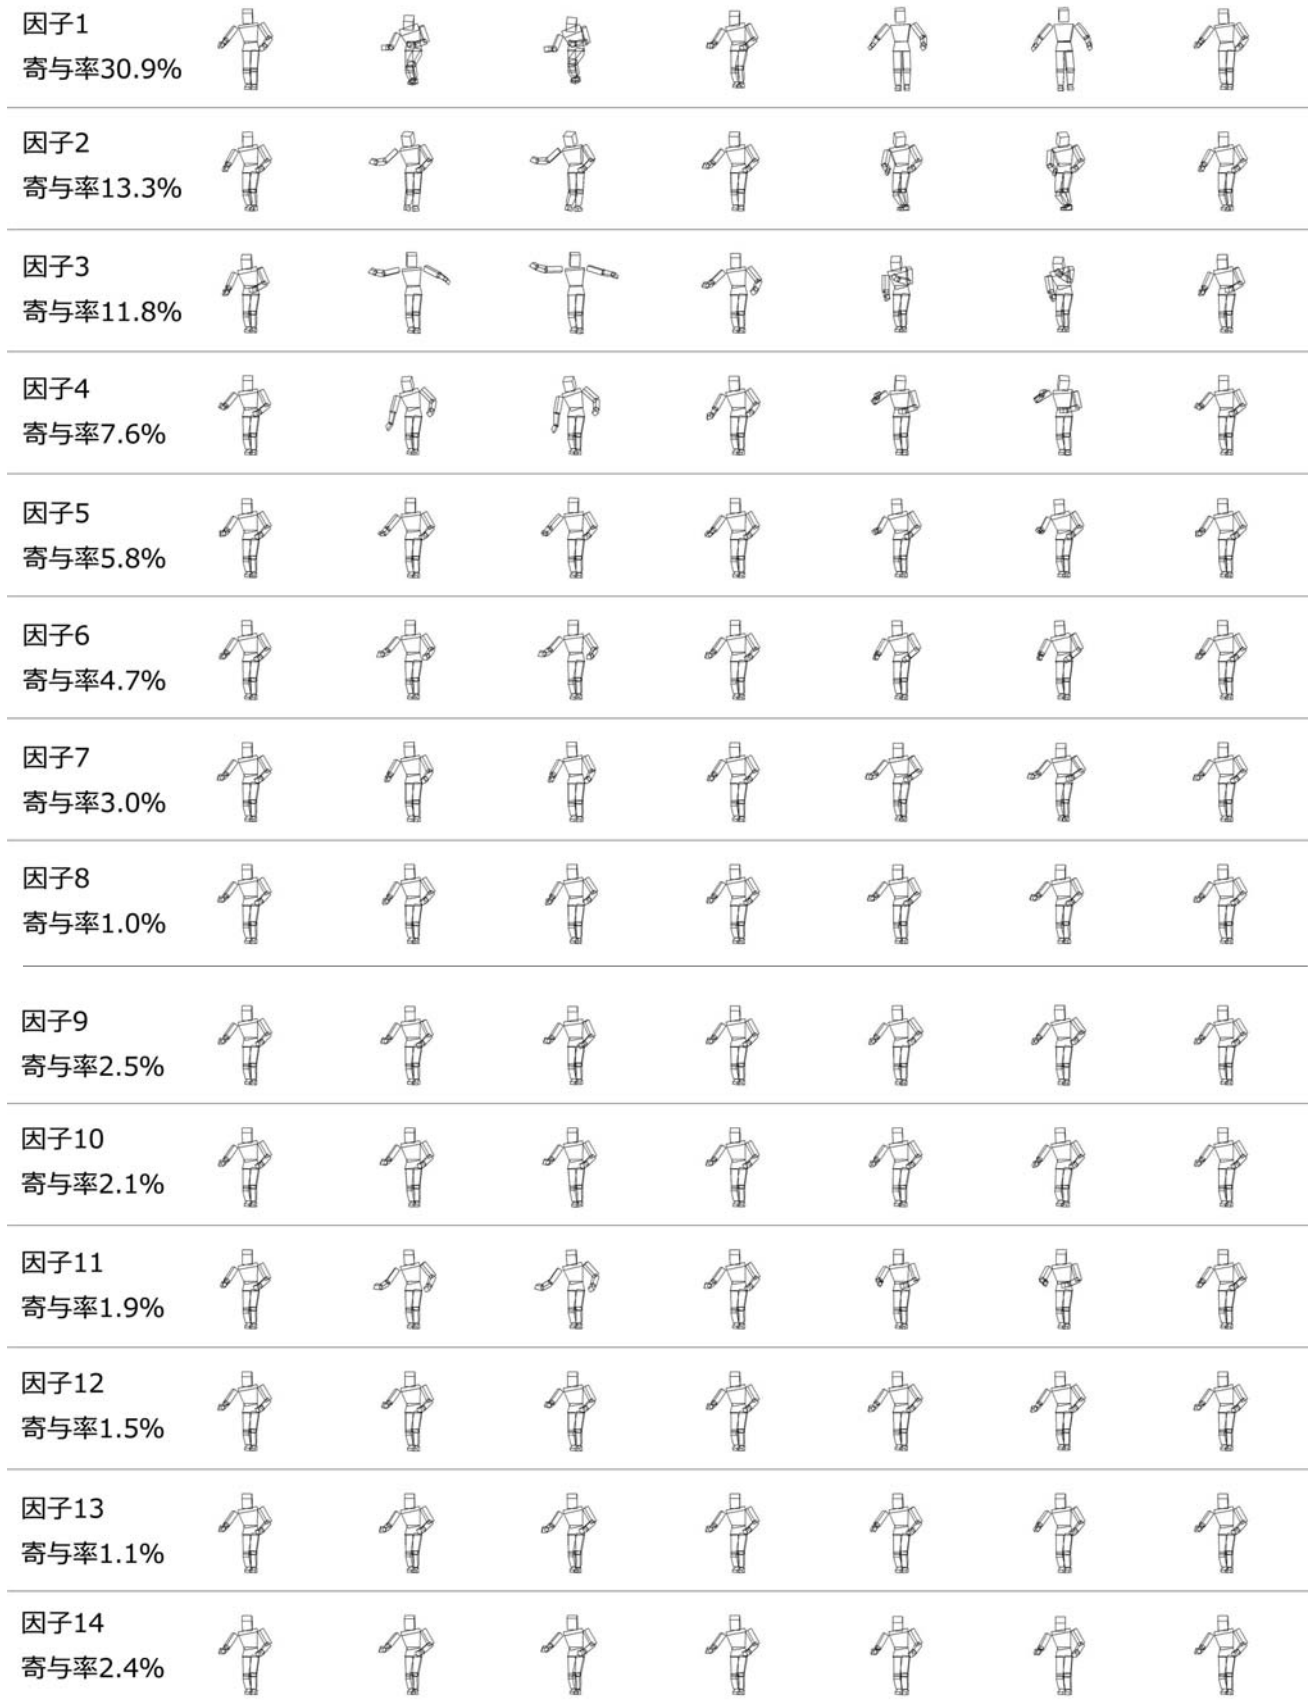 因子1
寄与率30.9%
因子2
寄与率13.3%
因子3
寄与率11.8%
因子4
寄与率7.6%
因子5
寄与率5.8%
因子6
寄与率4.7%
因子7
寄与率3.0%
因子8
寄与率1.0%
因子9
寄与率2.5%
因子10
寄与率2.1%
因子11
寄与率1.9%
因子12
寄与率1.5%
因子13
寄与率1.1%
因子14
寄与率2.4%